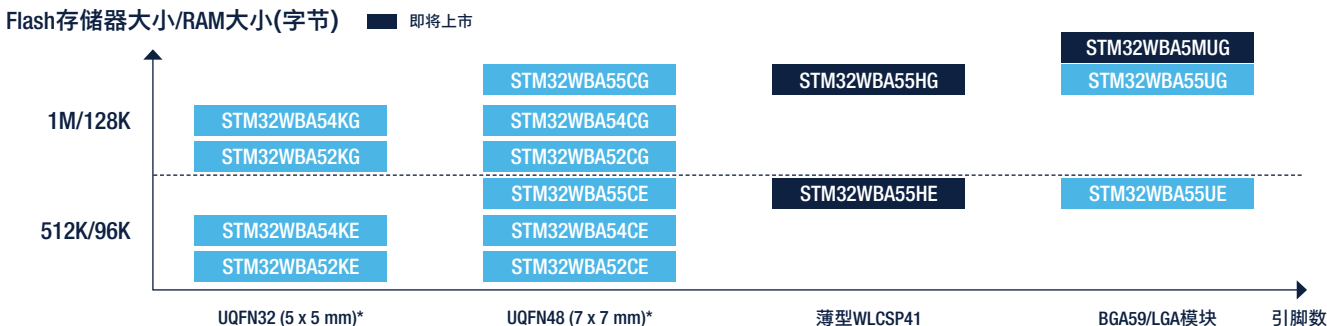 Flash存储器大小/RAM大小(字节)
即将上市
STM32WBA5MUG
STM32WBA55CG
STM32WBA55HG
STM32WBA55UG
1M/128K
STM32WBA54KG
STM32WBA54CG
STM32WBA52KG
STM32WBA52CG
STM32WBA55CE
STM32WBA55HE
STM32WBA55UE
512K/96K
STM32WBA54KE
STM32WBA54CE
STM32WBA52KE
STM32WBA52CE
UQFN32 (5 x 5 mm)*
UQFN48 (7 x 7 mm)*
薄型WLCSP41
BGA59/LGA模块
引脚数